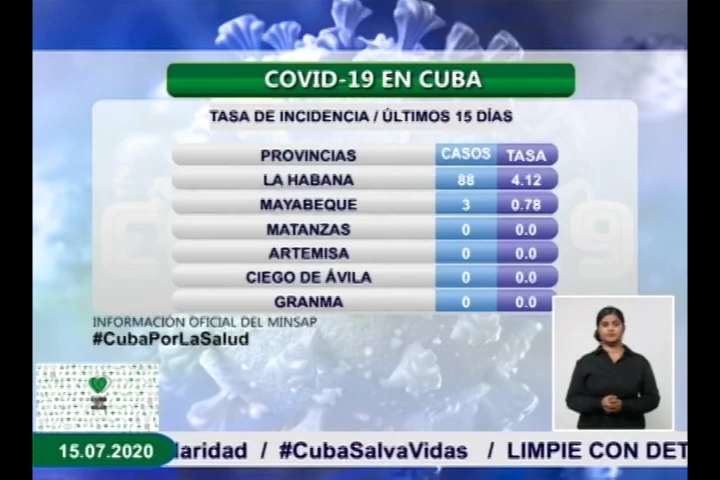 COVID-19 EN CUBA
TASA DE INCIDENCIA / ÚLTIMOS 15 DÍAS
PROVINCIAS CASOS TASA
LA HABANA 88 4.12
MAYABEQUE 3 0.78
MATANZAS 0 0.0
ARTEMISA 0 0.0
CIEGO DE ÁVILA 0 0.0
GRANMA 0 0.0
INFORMACIÓN OFICIAL DEL MINSAP
#CubaPorLaSalud
15.07.2020 laridad / #CubaSalvaVidas / LIMPIE CON DET